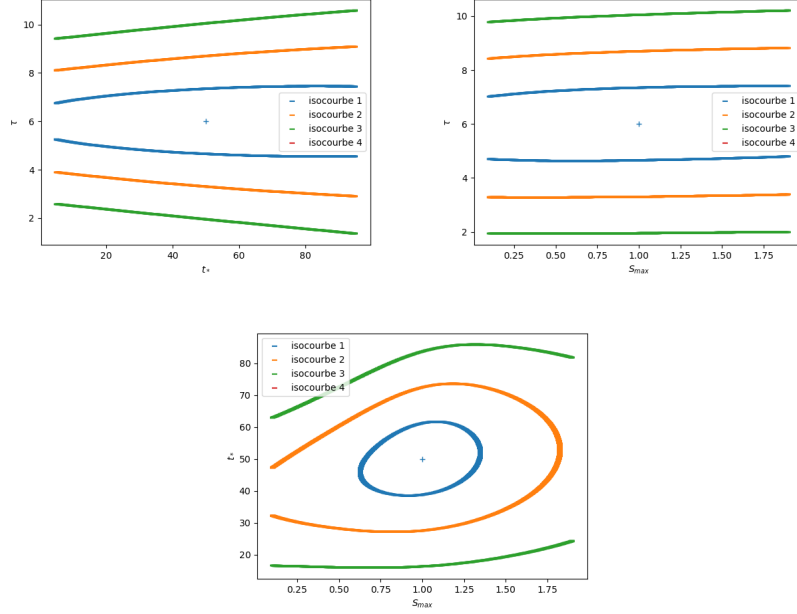 10
8
6
4
2
τ
isocourbe 1
isocourbe 2
isocourbe 3
isocourbe 4
20 40 60 80
t*
10
8
6
4
2
τ
isocourbe 1
isocourbe 2
isocourbe 3
isocourbe 4
0.25 0.50 0.75 1.00 1.25 1.50 1.75
Smax
isocourbe 1
isocourbe 2
isocourbe 3
isocourbe 4
80
70
60
50
40
30
20
t*
0.25 0.50 0.75 1.00 1.25 1.50 1.75
Smax